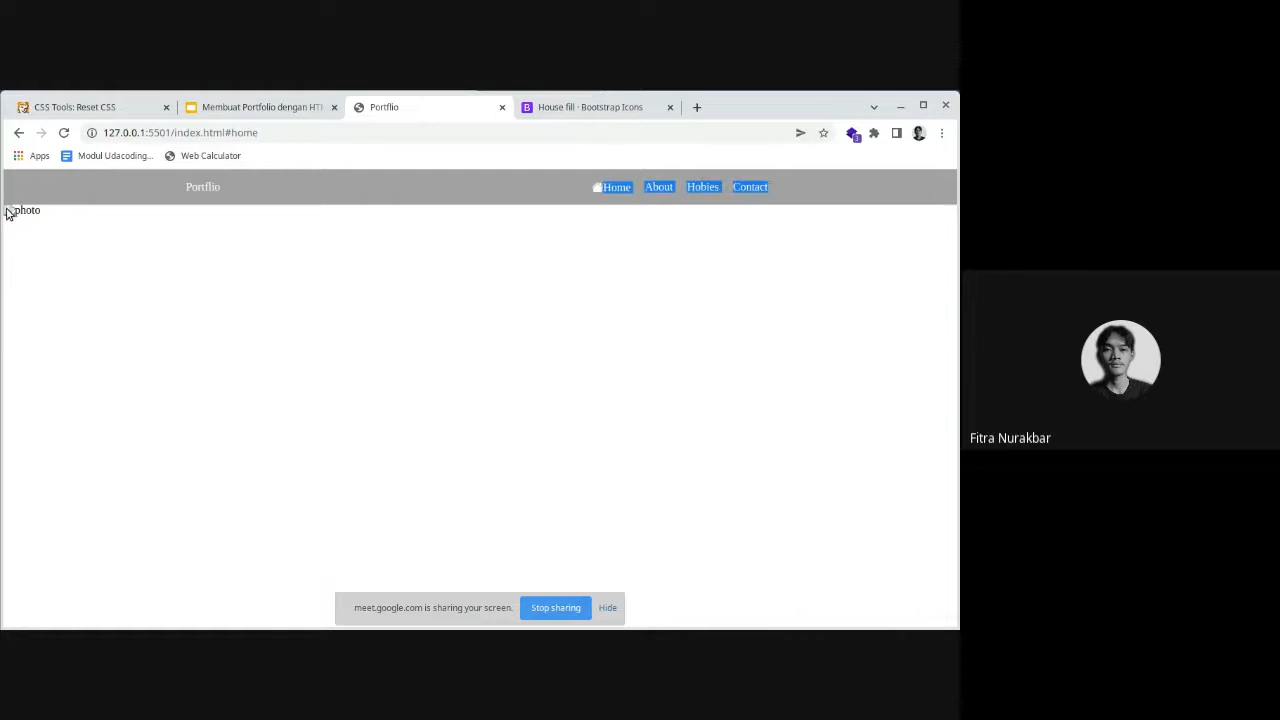 CSS Tools: Reset CSS
Membuat Portfolio dengan HT
Portflio
House fill · Bootstrap Icons
127.0.0.1:5501/index.html#home
3
Apps
Modul Udacoding...
Web Calculator
Portflio
Home
About
Hobies
Contact
photo
Fitra Nurakbar
meet.google.com is sharing your screen.
Stop sharing
Hide